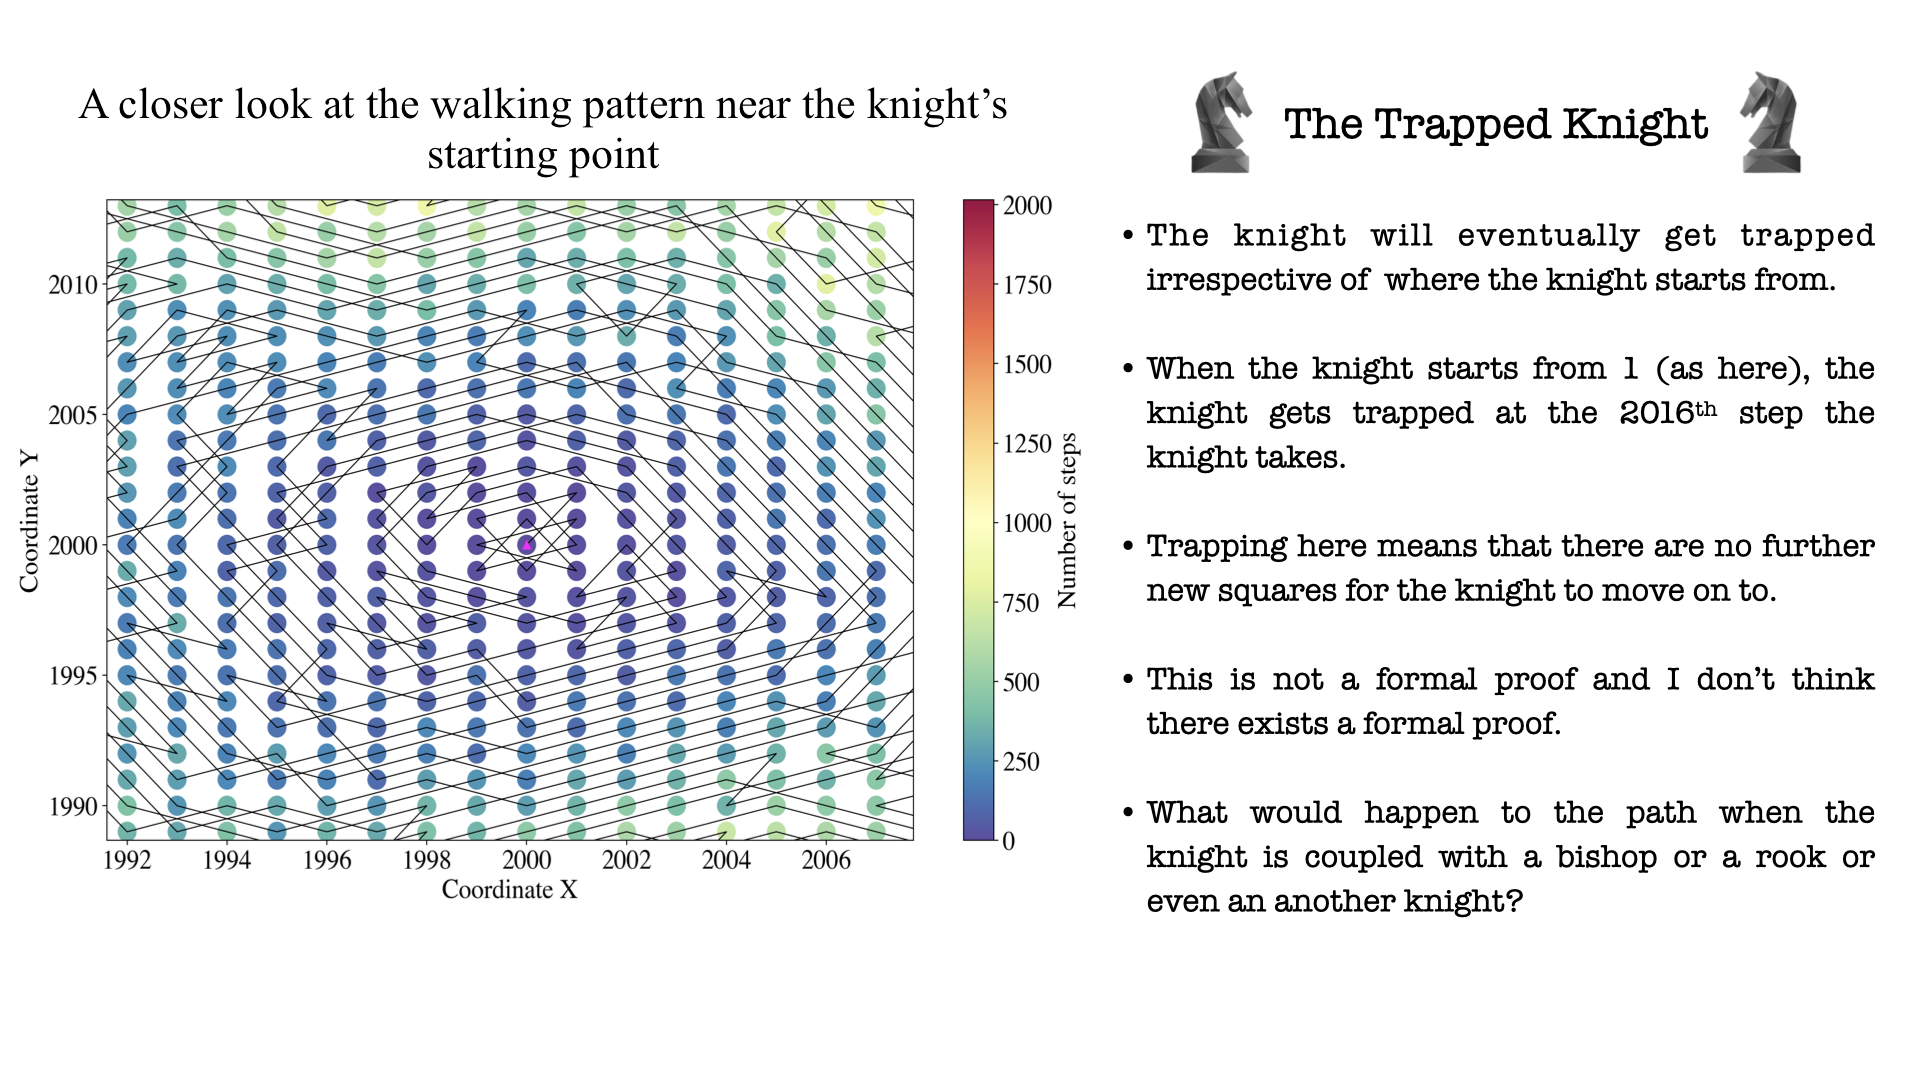 A closer look at the walking pattern near the knight’s
starting point
2010
2005
2000
1995
1990
Coordinate Y
1992 1994 1996 1998 2000 2002 2004 2006
Coordinate X
2000
1750
1500
1250
1000
750
500
250
0
Number of steps
The Trapped Knight
• The knight will eventually get trapped
irrespective of where the knight starts from.
• When the knight starts from 1 (as here), the
knight gets trapped at the 2016th step the
knight takes.
• Trapping here means that there are no further
new squares for the knight to move on to.
• This is not a formal proof and I don’t think
there exists a formal proof.
• What would happen to the path when the
knight is coupled with a bishop or a rook or
even an another knight?